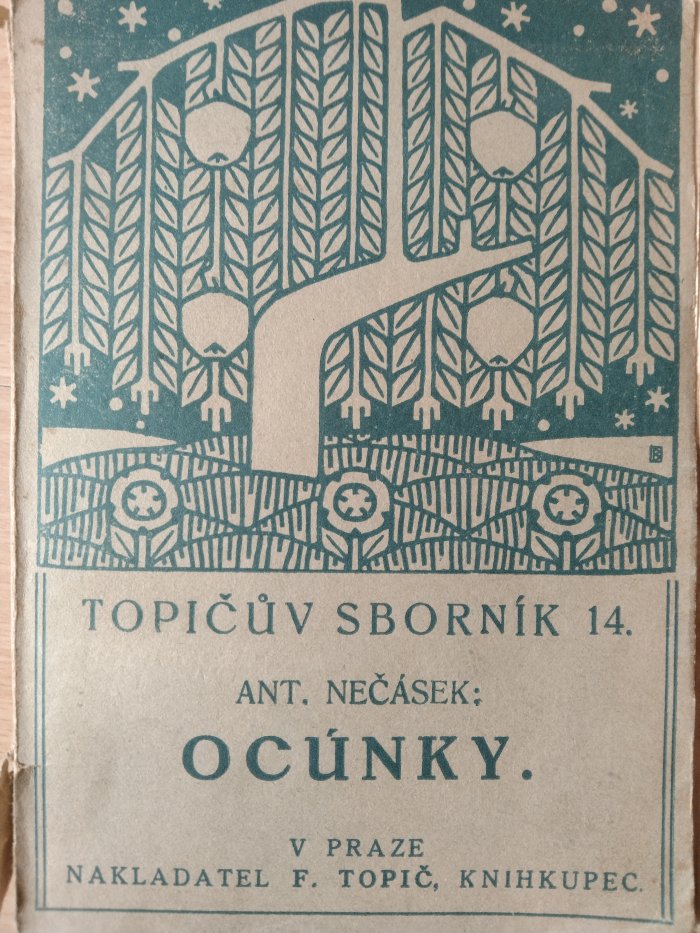 TOPIČŮV SBORNÍK 14.
ANT. NEČÁSEK:
OCÚNKY.
V PRAZE
NAKLADATEL F. TOPIČ, KNIHKUPEC.